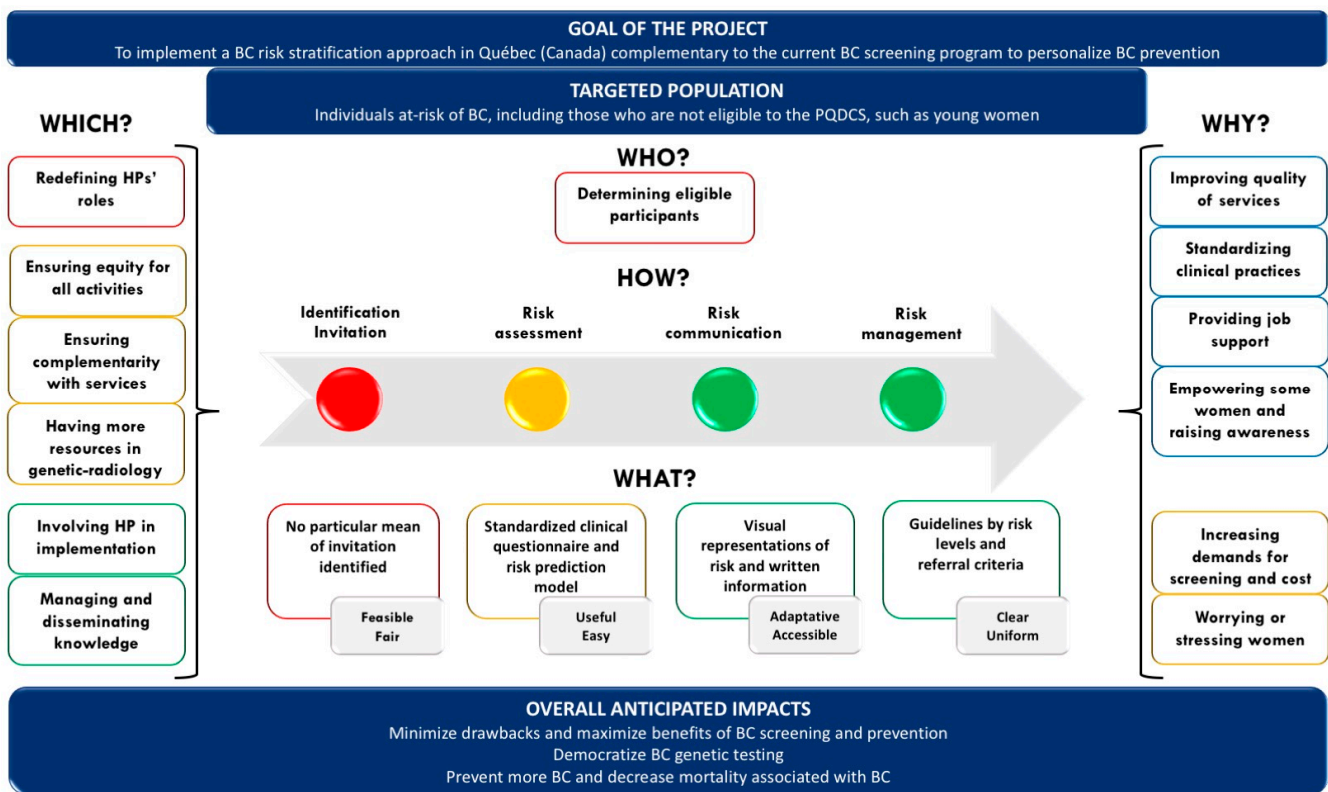 GOAL OF THE PROJECT
To implement a BC risk stratification approach in Québec (Canada) complementary to the current BC screening program to personalize BC prevention
TARGETED POPULATION
Individuals at-risk of BC, including those who are not eligible to the PQDCS, such as young women
WHICH?
Redefining HPs'
roles
Ensuring equity for
all activities
Ensuring
complementarity
with services
Having more
resources in
genetic-radiology
Involving HP in
implementation
Managing and
disseminating
knowledge
WHO?
Determining eligible
participants
HOW?
Identification
Invitation
Risk
assessment
Risk
communication
Risk
management
WHAT?
No particular mean
of invitation
identified
Feasible
Fair
Standardized clinical
questionnaire and
risk prediction
model
Useful
Easy
Visual
representations of
risk and written
information
Adaptative
Accessible
Guidelines by risk
levels and
referral criteria
Clear
Uniform
WHY?
Improving quality
of services
Standardizing
clinical practices
Providing job
support
Empowering some
women and
raising awareness
Increasing
demands for
screening and cost
Worrying or
stressing women
OVERALL ANTICIPATED IMPACTS
Minimize drawbacks and maximize benefits of BC screening and prevention
Democratize BC genetic testing
Prevent more BC and decrease mortality associated with BC